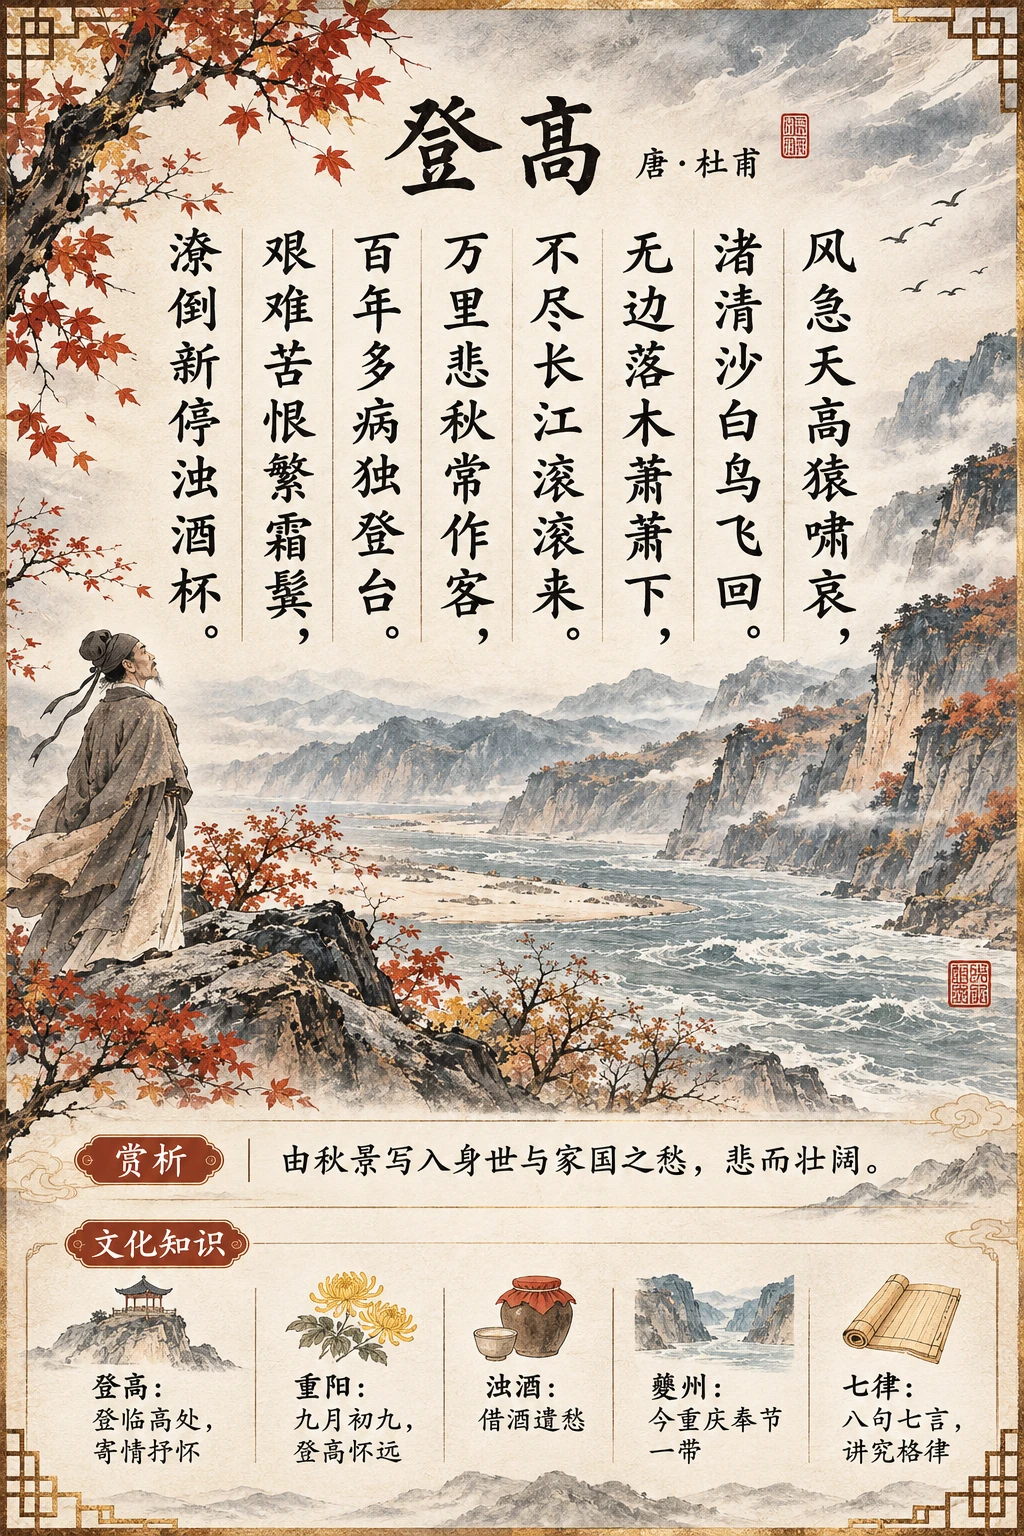 登高
唐·杜甫
风急天高猿啸哀，
渚清沙白鸟飞回。
无边落木萧萧下，
不尽长江滚滚来。
万里悲秋常作客，
百年多病独登台。
艰难苦恨繁霜鬓，
潦倒新停浊酒杯。
赏析
由秋景写入身世与家国之愁，悲而壮阔。
文化知识
登高：
登临高处，
寄情抒怀
重阳：
九月初九，
登高怀远
浊酒：
借酒遣愁
夔州：
今重庆奉节
一带
七律：
八句七言，
讲究格律